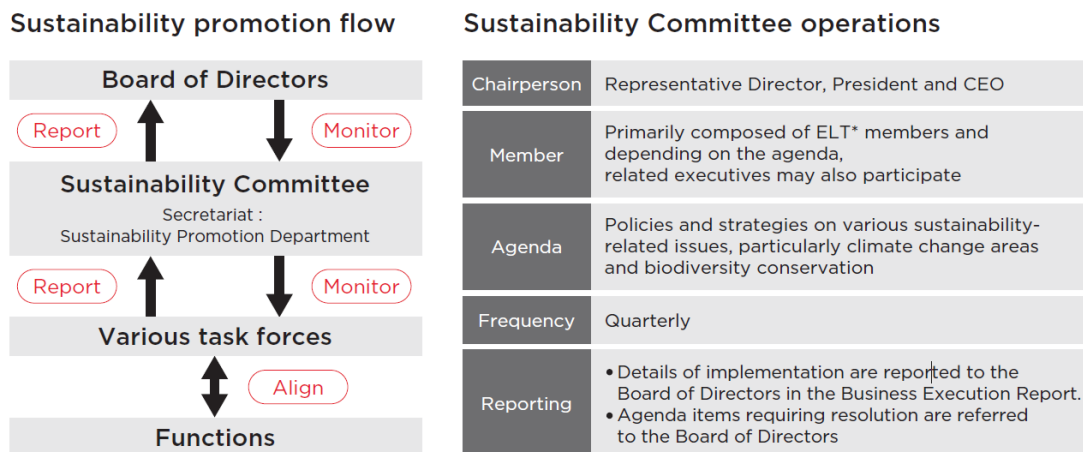 Sustainability promotion flow
Board of Directors
Report
Monitor
Sustainability Committee
Secretariat :
Sustainability Promotion Department
Report
Monitor
Various task forces
Align
Functions
Sustainability Committee operations
Chairperson
Representative Director, President and CEO
Member
Primarily composed of ELT* members and
depending on the agenda,
related executives may also participate
Agenda
Policies and strategies on various sustainability-
related issues, particularly climate change areas
and biodiversity conservation
Frequency
Quarterly
Reporting
• Details of implementation are reported to the
Board of Directors in the Business Execution Report.
• Agenda items requiring resolution are referred
to the Board of Directors